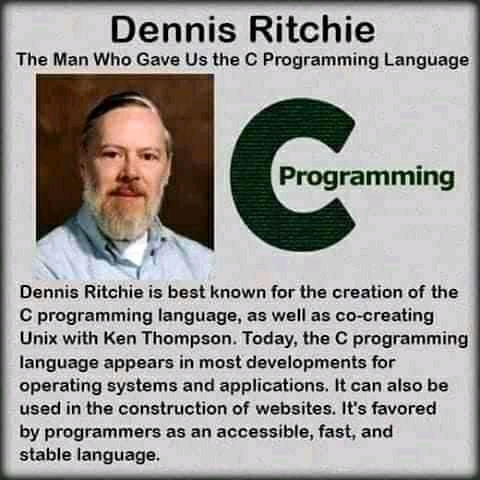 Dennis Ritchie
The Man Who Gave Us the C Programming Language
C
Programming
Dennis Ritchie is best known for the creation of the
C programming language, as well as co-creating
Unix with Ken Thompson. Today, the C programming
language appears in most developments for
operating systems and applications. It can also be
used in the construction of websites. It's favored
by programmers as an accessible, fast, and
stable language.